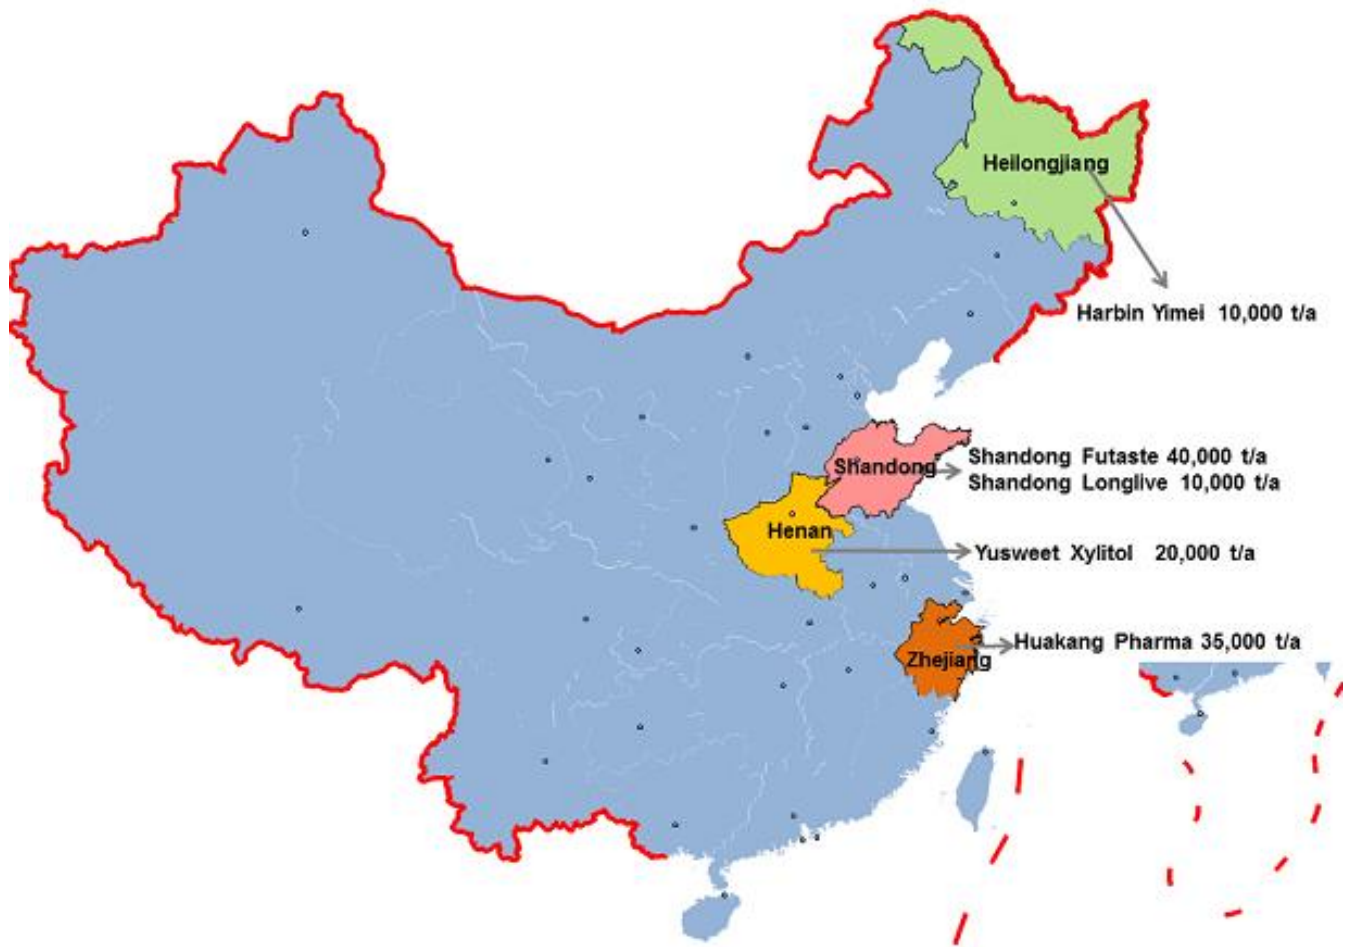 Heilongjiang
Harbin Yimei 10,000 t/a
Shandong
Shandong Futaste 40,000 t/a
Shandong Longlive 10,000 t/a
Henan
Yusweet Xylitol 20,000 t/a
Huakang Pharma 35,000 t/a
Zhejiang